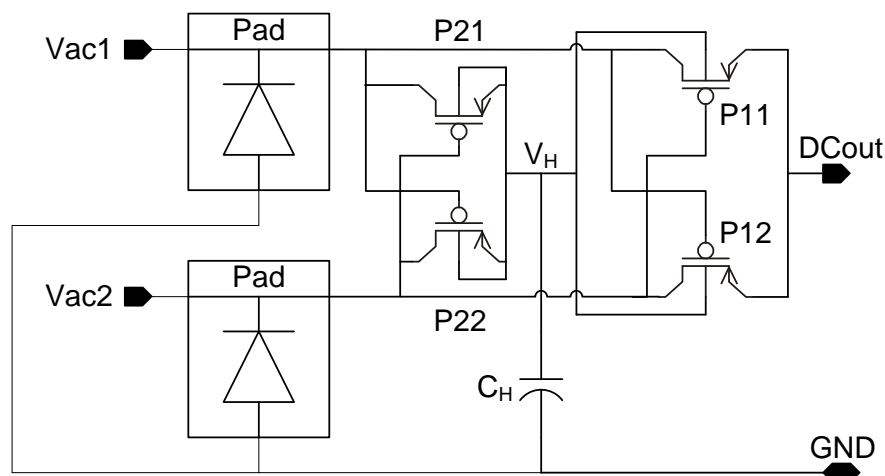 Vac1
Pad
P21
P11
DCout
VH
P12
Vac2
Pad
P22
CH
GND